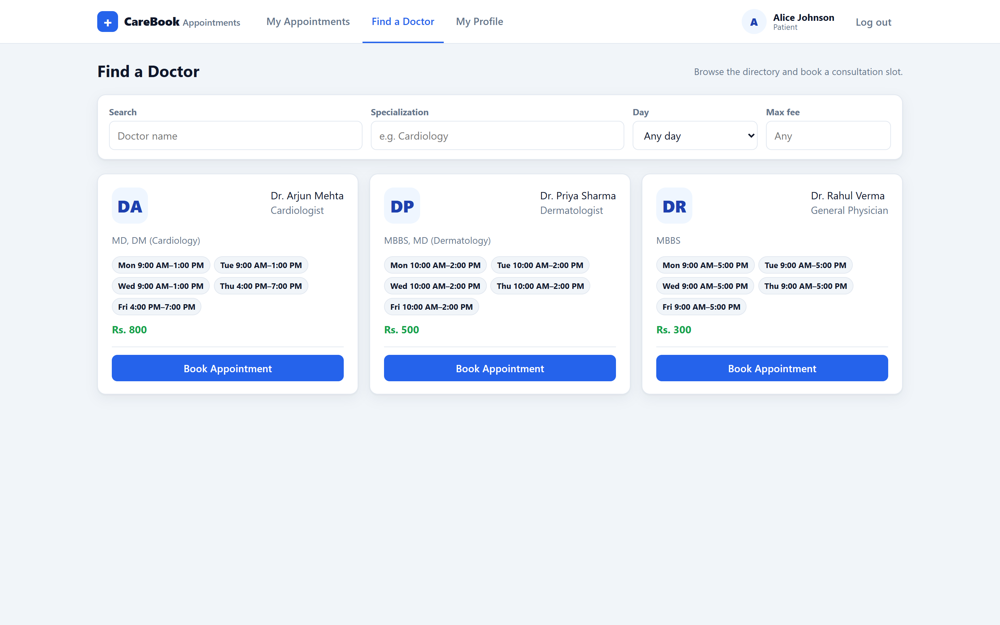 + CareBook Appointments My Appointments Find a Doctor My Profile A Alice Johnson Log out
Patient
Find a Doctor Browse the directory and book a consultation slot.
Search Specialization Day Max fee
Doctor name e.g. Cardiology Any day Any
DA
Dr. Arjun Mehta
Cardiologist
MD, DM (Cardiology)
Mon 9:00 AM–1:00 PM Tue 9:00 AM–1:00 PM
Wed 9:00 AM–1:00 PM Thu 4:00 PM–7:00 PM
Fri 4:00 PM–7:00 PM
Rs. 800
Book Appointment
DP
Dr. Priya Sharma
Dermatologist
MBBS, MD (Dermatology)
Mon 10:00 AM–2:00 PM Tue 10:00 AM–2:00 PM
Wed 10:00 AM–2:00 PM Thu 10:00 AM–2:00 PM
Fri 10:00 AM–2:00 PM
Rs. 500
Book Appointment
DR
Dr. Rahul Verma
General Physician
MBBS
Mon 9:00 AM–5:00 PM Tue 9:00 AM–5:00 PM
Wed 9:00 AM–5:00 PM Thu 9:00 AM–5:00 PM
Fri 9:00 AM–5:00 PM
Rs. 300
Book Appointment